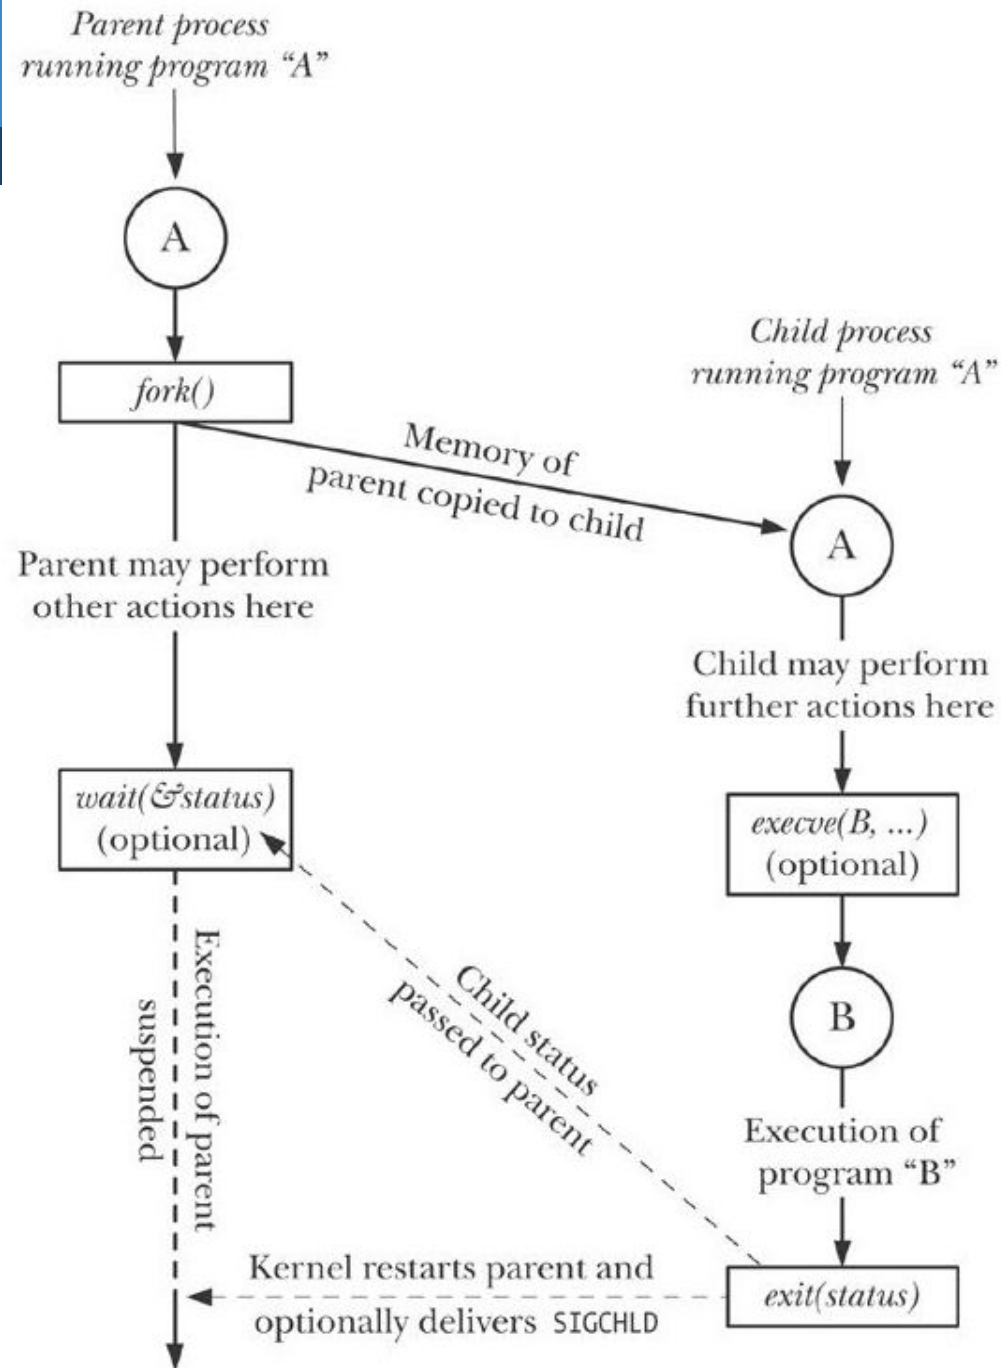 Parent process
running program “A”
A
fork()
Child process
running program “A”
Memory of
parent copied to child
A
Parent may perform
other actions here
Child may perform
further actions here
wait(&status)
(optional)
execve(B, ...)
(optional)
B
Execution of parent
suspended
Child status
passed to parent
Execution of
program “B”
Kernel restarts parent and
optionally delivers SIGCHLD
exit(status)